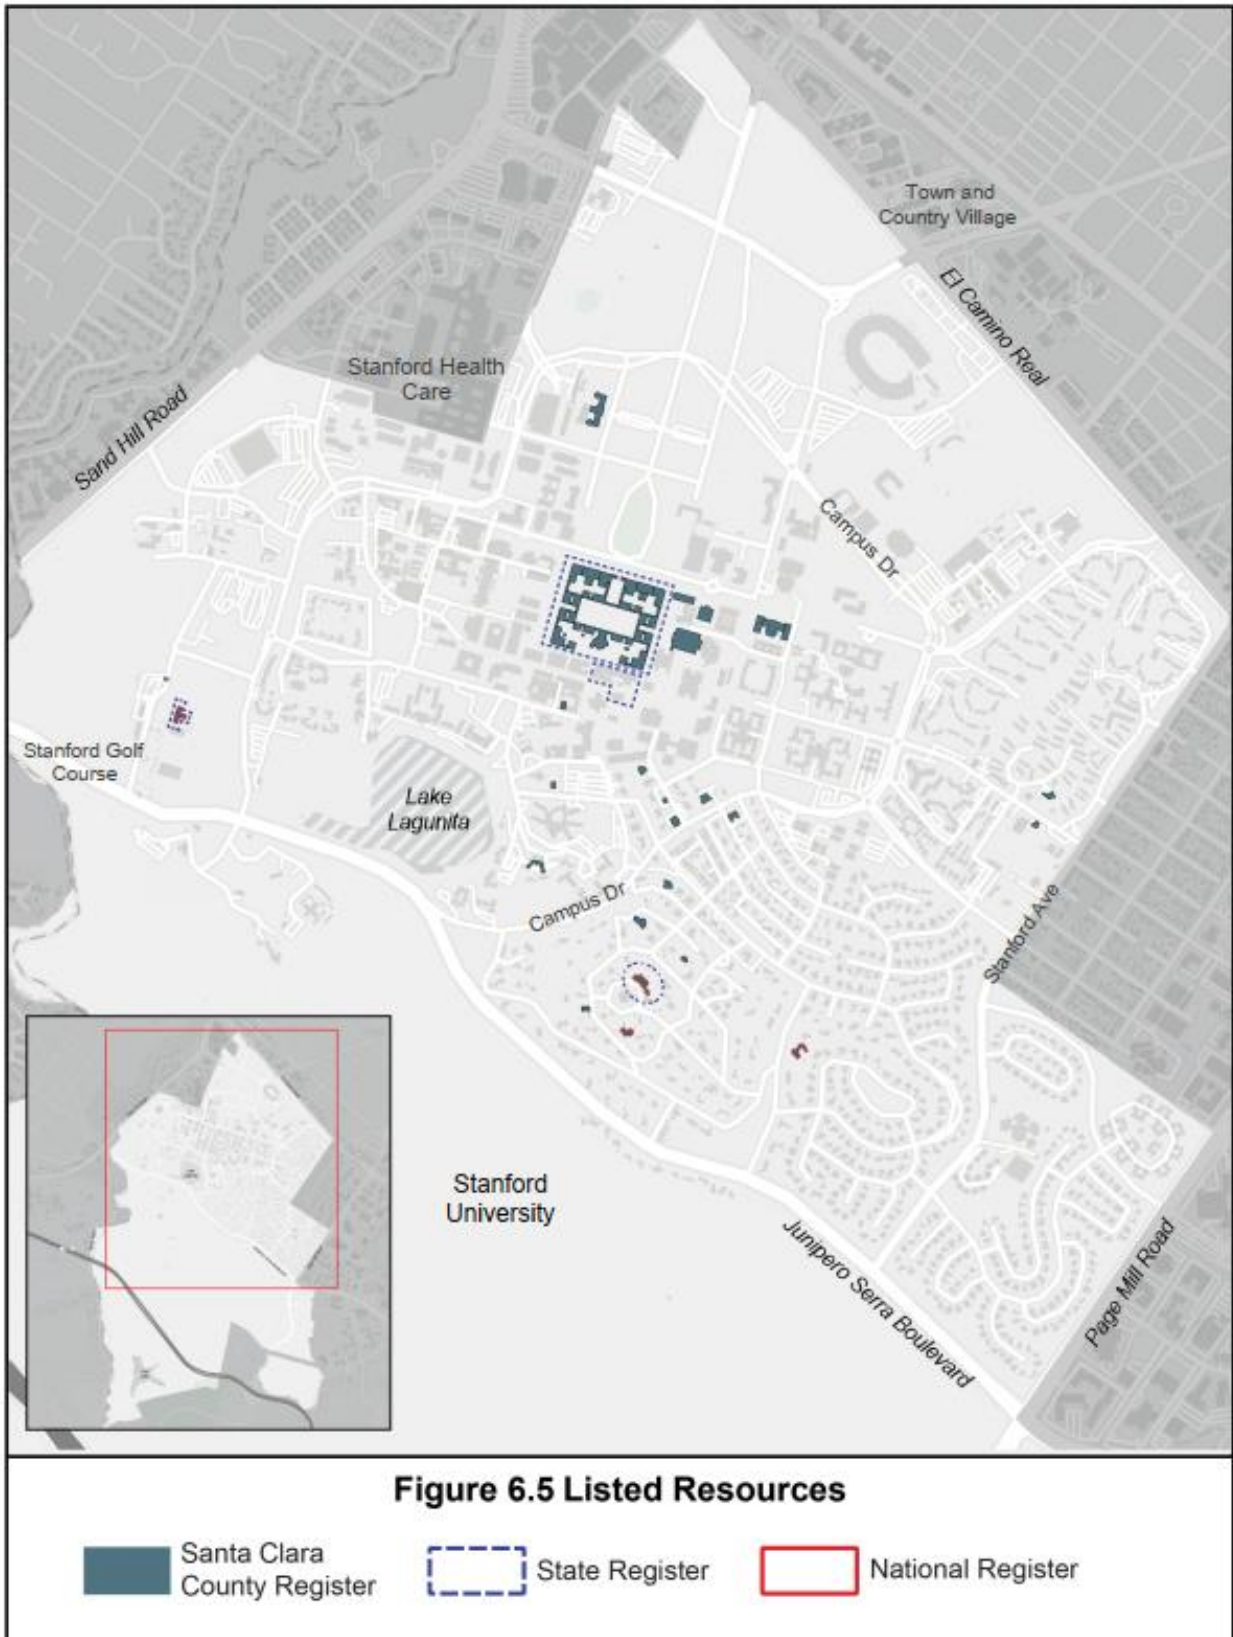 Town and
Country Village
El Camino Real
Stanford Health
Care
Sand Hill Road
Campus Dr
Stanford Golf
Course
Lake
Lagunita
Campus Dr
Stanford Ave
Stanford
University
Junipero Serra Boulevard
Page Mill Road
Figure 6.5 Listed Resources
Santa Clara
County Register
State Register
National Register